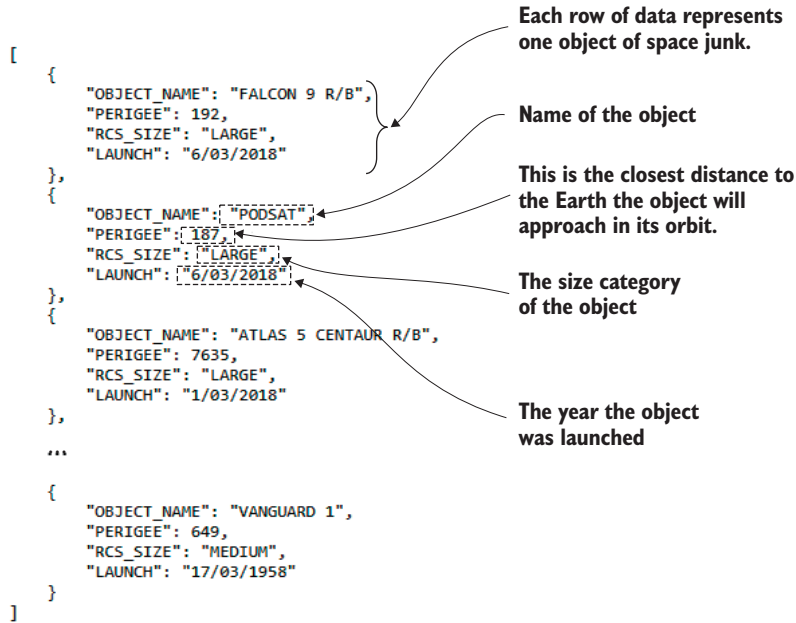 Each row of data represents
one object of space junk.
[
{
"OBJECT_NAME": "FALCON 9 R/B",
"PERIGEE": 192,
"RCS_SIZE": "LARGE",
"LAUNCH": "6/03/2018"
},
Name of the object
{
"OBJECT_NAME": "PODSAT",
"PERIGEE": 187,
"RCS_SIZE": "LARGE",
"LAUNCH": "6/03/2018"
},
This is the closest distance to
the Earth the object will
approach in its orbit.
The size category
of the object
{
"OBJECT_NAME": "ATLAS 5 CENTAUR R/B",
"PERIGEE": 7635,
"RCS_SIZE": "LARGE",
"LAUNCH": "1/03/2018"
},
The year the object
was launched
...
{
"OBJECT_NAME": "VANGUARD 1",
"PERIGEE": 649,
"RCS_SIZE": "MEDIUM",
"LAUNCH": "17/03/1958"
}
]